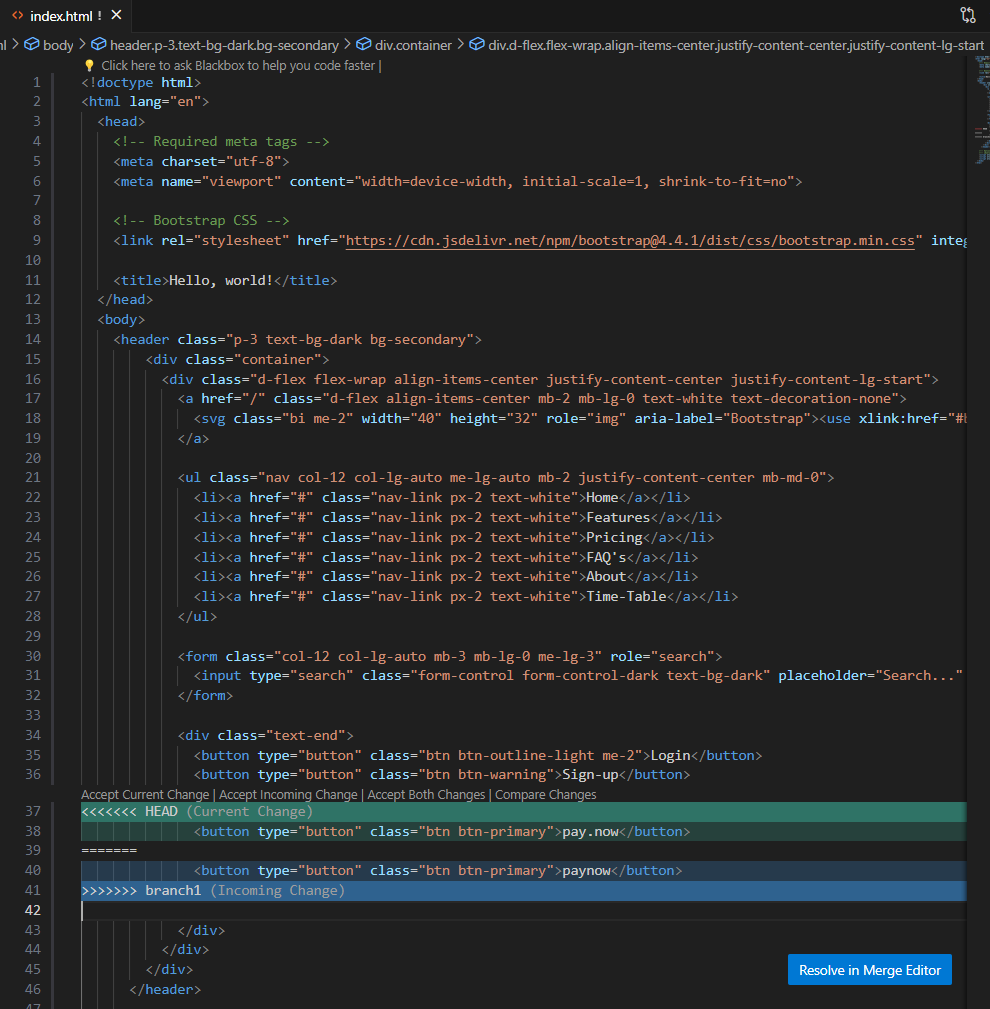 index.html !
ml > body > header.p-3.text-bg-dark.bg-secondary > div.container > div.d-flex.flex-wrap.align-items-center.justify-content-center.justify-content-lg-start
Click here to ask Blackbox to help you code faster |
1 <!doctype html>
2 <html lang="en">
3 <head>
4 <!-- Required meta tags -->
5 <meta charset="utf-8">
6 <meta name="viewport" content="width=device-width, initial-scale=1, shrink-to-fit=no">
7
8 <!-- Bootstrap CSS -->
9 <link rel="stylesheet" href="https://cdn.jsdelivr.net/npm/bootstrap@4.4.1/dist/css/bootstrap.min.css" integ
10
11 <title>Hello, world!</title>
12 </head>
13 <body>
14 <header class="p-3 text-bg-dark bg-secondary">
15 <div class="container">
16 <div class="d-flex flex-wrap align-items-center justify-content-center justify-content-lg-start">
17 <a href="/" class="d-flex align-items-center mb-2 mb-lg-0 text-white text-decoration-none">
18 <svg class="bi me-2" width="40" height="32" role="img" aria-label="Bootstrap"><use xlink:href="#b
19 </a>
20
21 <ul class="nav col-12 col-lg-auto me-lg-auto mb-2 justify-content-center mb-md-0">
22 <li><a href="#" class="nav-link px-2 text-white">Home</a></li>
23 <li><a href="#" class="nav-link px-2 text-white">Features</a></li>
24 <li><a href="#" class="nav-link px-2 text-white">Pricing</a></li>
25 <li><a href="#" class="nav-link px-2 text-white">FAQ's</a></li>
26 <li><a href="#" class="nav-link px-2 text-white">About</a></li>
27 <li><a href="#" class="nav-link px-2 text-white">Time-Table</a></li>
28 </ul>
29
30 <form class="col-12 col-lg-auto mb-3 mb-lg-0 me-lg-3" role="search">
31 <input type="search" class="form-control form-control-dark text-bg-dark" placeholder="Search..."
32 </form>
33
34 <div class="text-end">
35 <button type="button" class="btn btn-outline-light me-2">Login</button>
36 <button type="button" class="btn btn-warning">Sign-up</button>
Accept Current Change | Accept Incoming Change | Accept Both Changes | Compare Changes
37 <<<<<<< HEAD (Current Change)
38 <button type="button" class="btn btn-primary">pay.now</button>
39 =======
40 <button type="button" class="btn btn-primary">paynow</button>
41 >>>>>>> branch1 (Incoming Change)
42
43 </div>
44 </div>
45 </div>
46 </header>
47
Resolve in Merge Editor